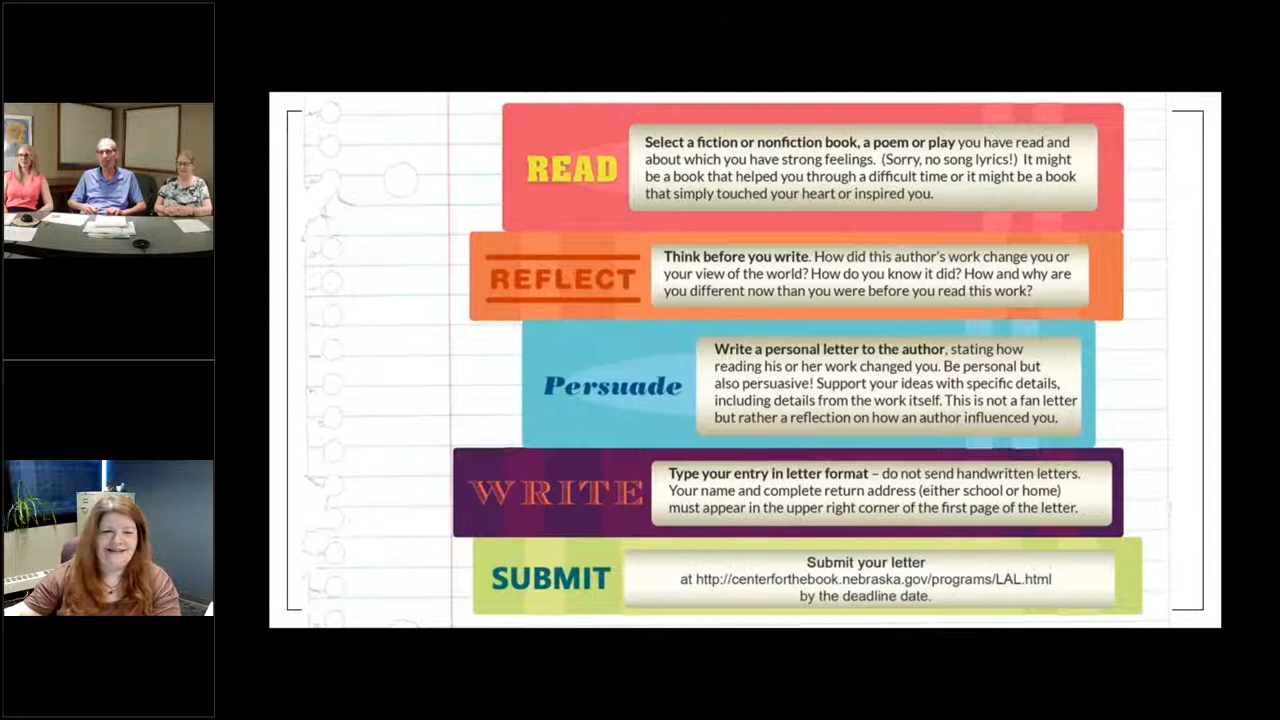 READ
Select a fiction or nonfiction book, a poem or play you have read and
about which you have strong feelings. (Sorry, no song lyrics!) It might
be a book that helped you through a difficult time or it might be a book
that simply touched your heart or inspired you.
REFLECT
Think before you write. How did this author's work change you or
your view of the world? How do you know it did? How and why are
you different now than you were before you read this work?
Persuade
Write a personal letter to the author, stating how
reading his or her work changed you. Be personal but
also persuasive! Support your ideas with specific details,
including details from the work itself. This is not a fan letter
but rather a reflection on how an author influenced you.
WRITE
Type your entry in letter format – do not send handwritten letters.
Your name and complete return address (either school or home)
must appear in the upper right corner of the first page of the letter.
SUBMIT
Submit your letter
at http://centerforthebook.nebraska.gov/programs/LAL.html
by the deadline date.